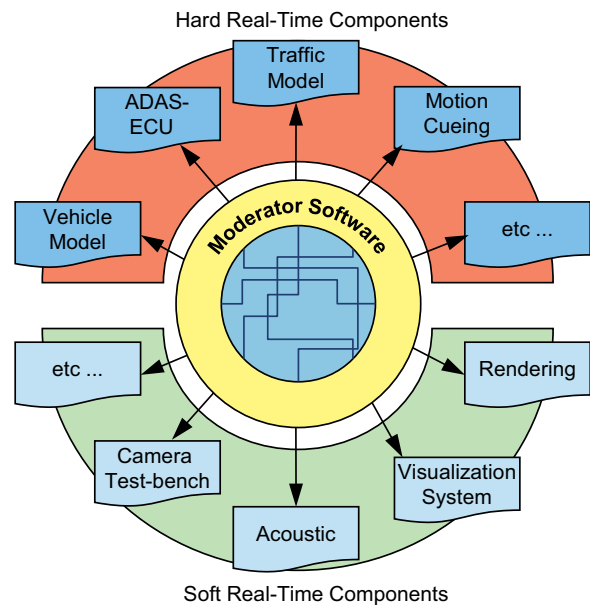 Hard Real-Time Components
Traffic
Model
ADAS-
ECU
Motion
Cueing
Vehicle
Model
etc ...
Moderator Software
etc ...
Rendering
Camera
Test-bench
Visualization
System
Acoustic
Soft Real-Time Components